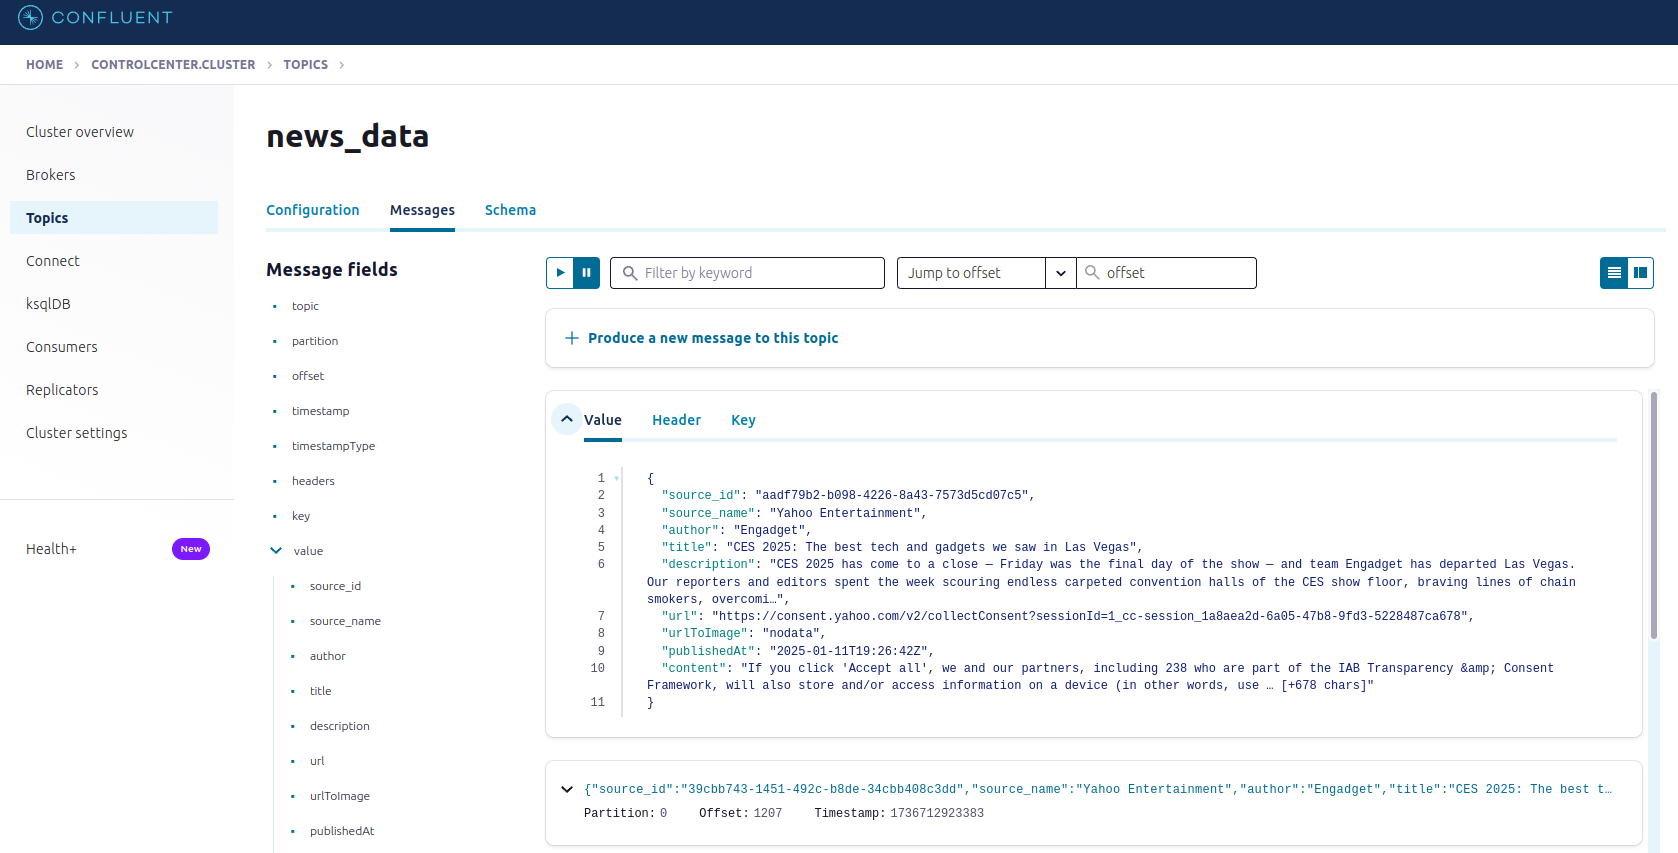 CONFLUENT
HOME > CONTROLCENTER.CLUSTER > TOPICS >
Cluster overview
Brokers
Topics
Connect
ksqlDB
Consumers
Replicators
Cluster settings
Health+ New
news_data
Configuration Messages Schema
Message fields
topic
partition
offset
timestamp
timestampType
headers
key
value
source_id
source_name
author
title
description
url
urlToImage
publishedAt
Filter by keyword Jump to offset offset
+ Produce a new message to this topic
Value Header Key
1 {
2 "source_id": "aadf79b2-b098-4226-8a43-7573d5cd07c5",
3 "source_name": "Yahoo Entertainment",
4 "author": "Engadget",
5 "title": "CES 2025: The best tech and gadgets we saw in Las Vegas",
6 "description": "CES 2025 has come to a close — Friday was the final day of the show — and team Engadget has departed Las Vegas.
Our reporters and editors spent the week scouring endless carpeted convention halls of the CES show floor, braving lines of chain
smokers, overcomi…",
7 "url": "https://consent.yahoo.com/v2/collectConsent?sessionId=1_cc-session_1a8aea2d-6a05-47b8-9fd3-5228487ca678",
8 "urlToImage": "nodata",
9 "publishedAt": "2025-01-11T19:26:42Z",
10 "content": "If you click 'Accept all', we and our partners, including 238 who are part of the IAB Transparency &amp; Consent
Framework, will also store and/or access information on a device (in other words, use … [+678 chars]"
11 }
{"source_id":"39cbb743-1451-492c-b8de-34cbb408c3dd","source_name":"Yahoo Entertainment","author":"Engadget","title":"CES 2025: The best t…
Partition: 0 Offset: 1207 Timestamp: 1736712923383